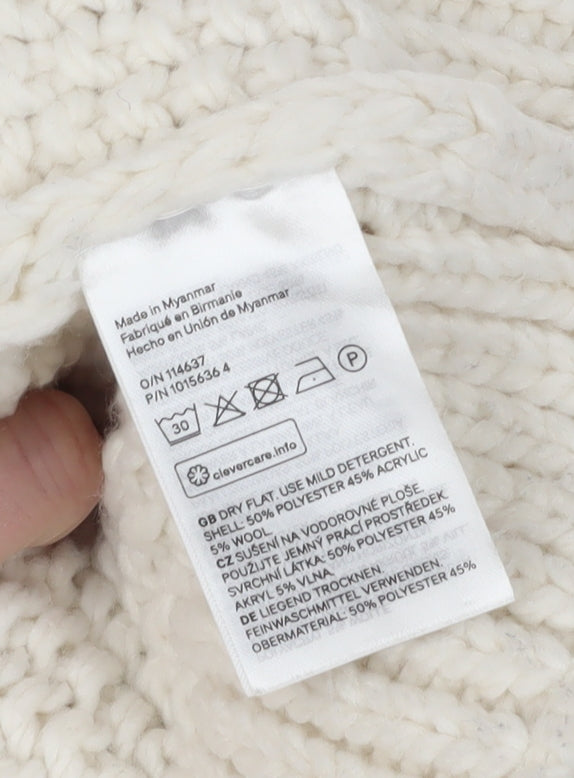 Made in Myanmar
Fabriqué en Birmanie
Hecho en Unión de Myanmar
O/N 114637
P/N 1015636 4
30
P
clevercare.info
GB DRY FLAT. USE MILD DETERGENT.
SHELL: 50% POLYESTER 45% ACRYLIC
5% WOOL
CZ SUŠENÍ NA VODOROVNÉ PLOŠE.
POUŽIJTE JEMNÝ PRACÍ PROSTŘEDEK.
SVRCHNÍ LÁTKA: 50% POLYESTER 45%
AKRYL 5% VLNA.
DE LIEGEND TROCKNEN.
FEINWASCHMITTEL VERWENDEN.
OBERMATERIAL: 50% POLYESTER 45%